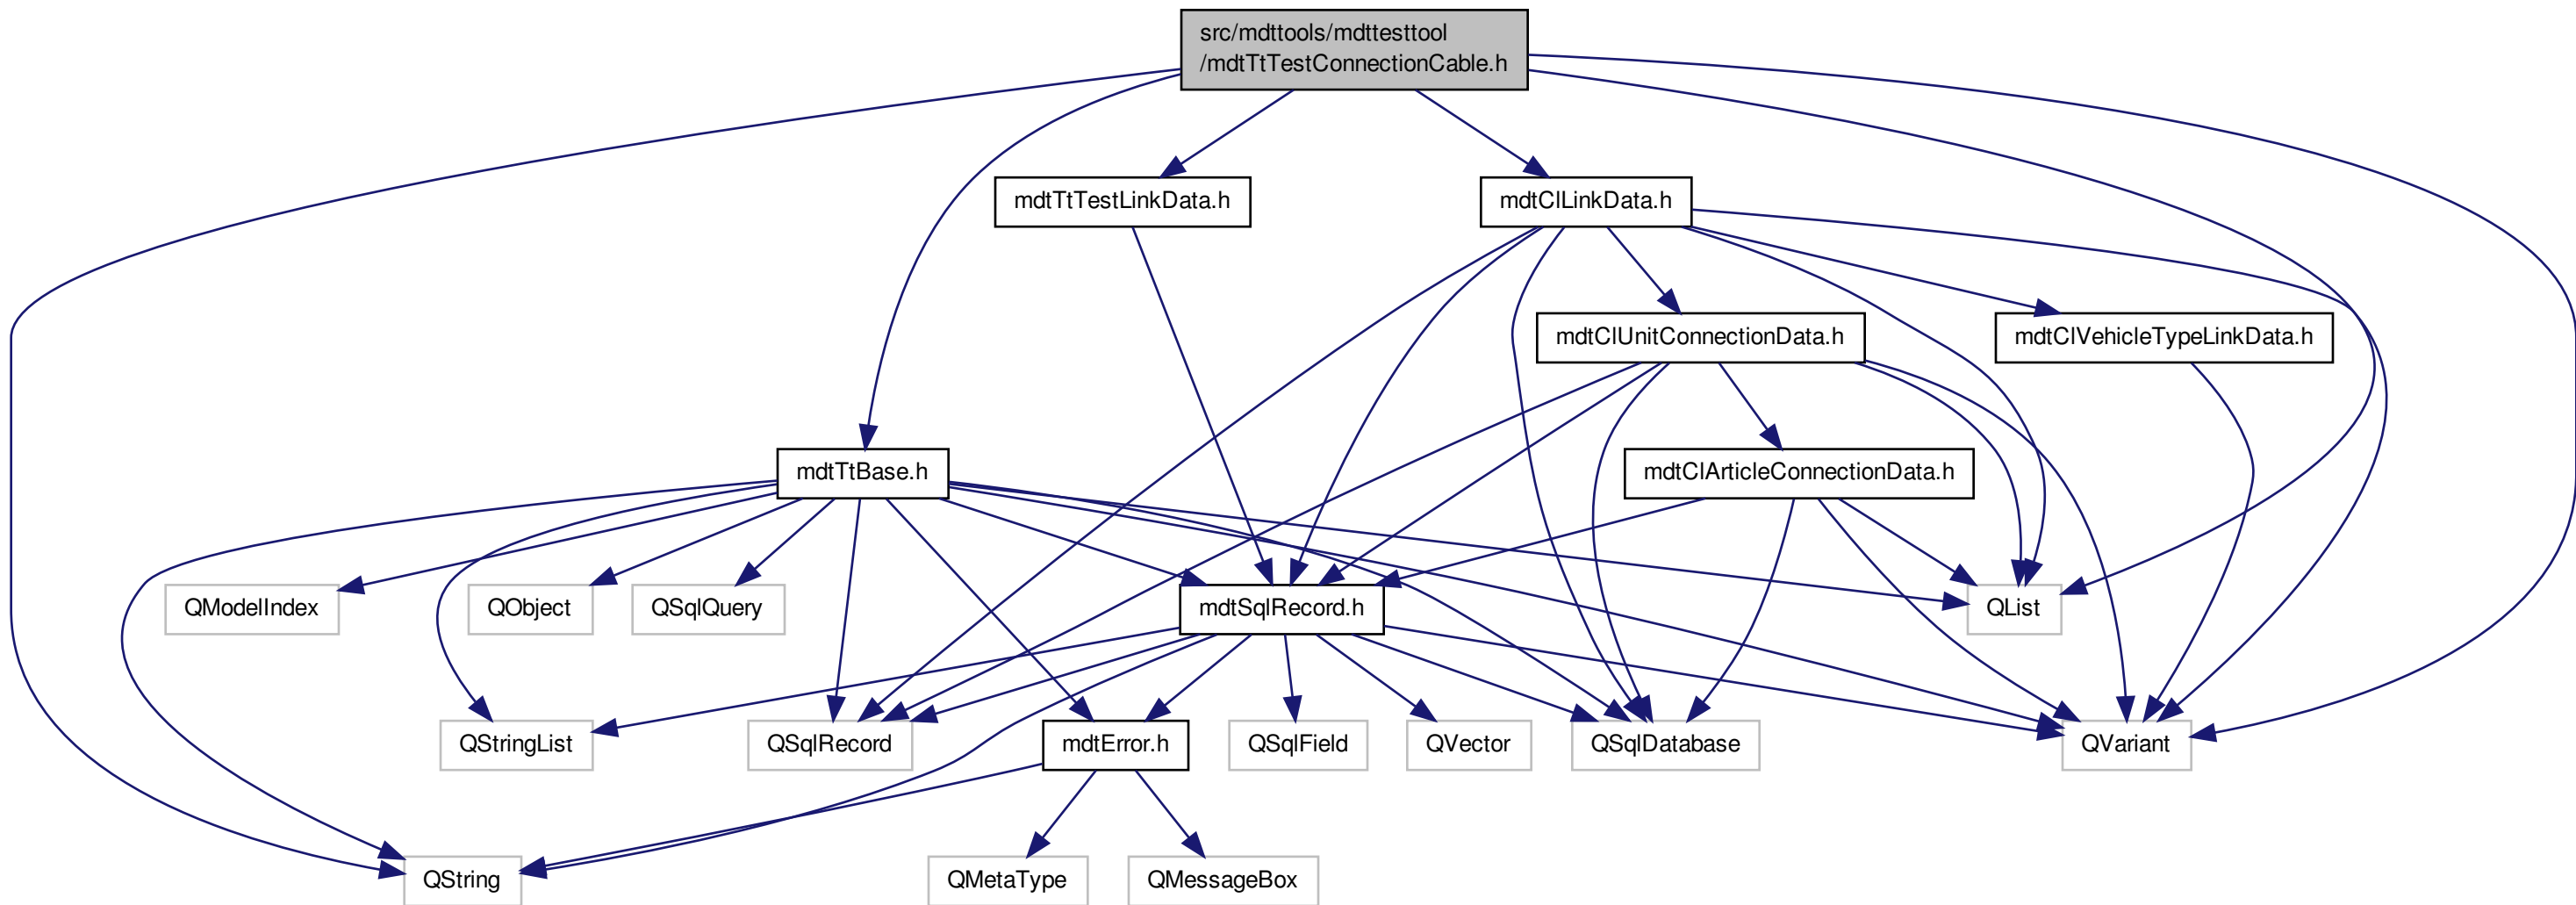 src/mdttools/mdttesttool
/mdtTtTestConnectionCable.h
mdtTtTestLinkData.h
mdtClLinkData.h
mdtClUnitConnectionData.h
mdtClVehicleTypeLinkData.h
mdtTtBase.h
mdtClArticleConnectionData.h
QModelIndex
QObject
QSqlQuery
mdtSqlRecord.h
QList
QStringList
QSqlRecord
mdtError.h
QSqlField
QVector
QSqlDatabase
QVariant
QString
QMetaType
QMessageBox